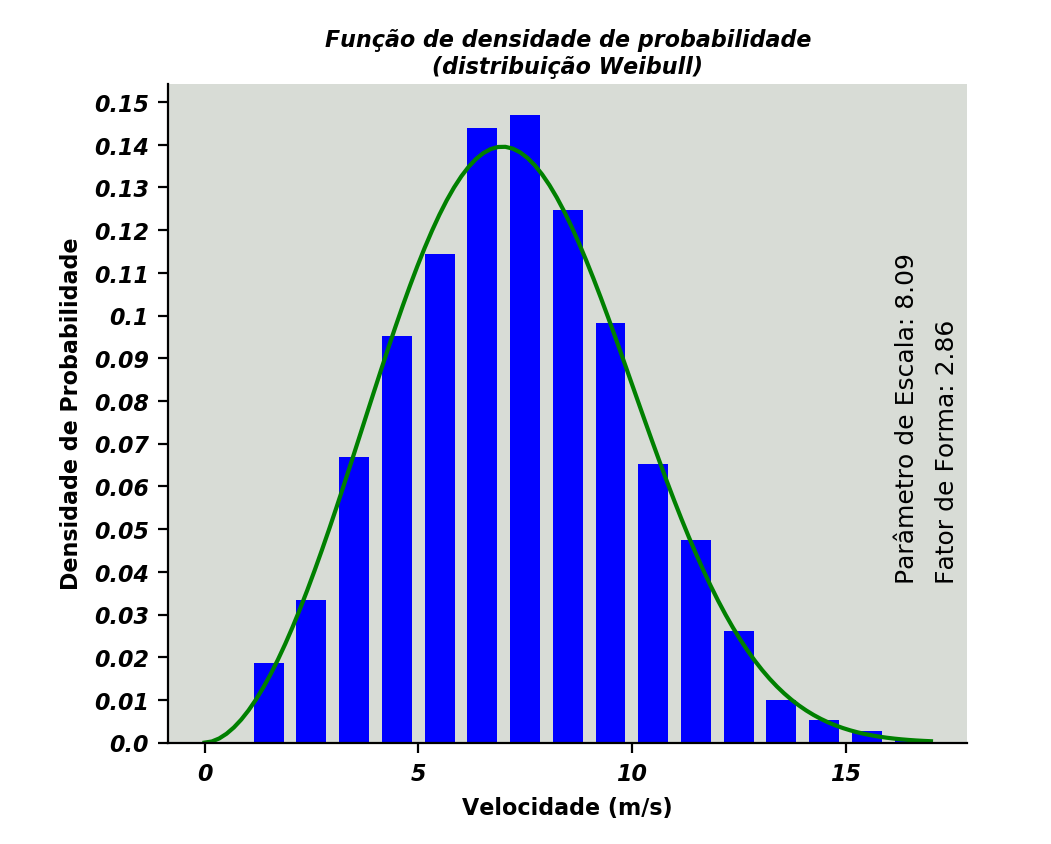 Função de densidade de probabilidade
(distribuição Weibull)
Densidade de Probabilidade
0.15
0.14
0.13
0.12
0.11
0.1
0.09
0.08
0.07
0.06
0.05
0.04
0.03
0.02
0.01
0.0
Parâmetro de Escala: 8.09
Fator de Forma: 2.86
0 5 10 15
Velocidade (m/s)